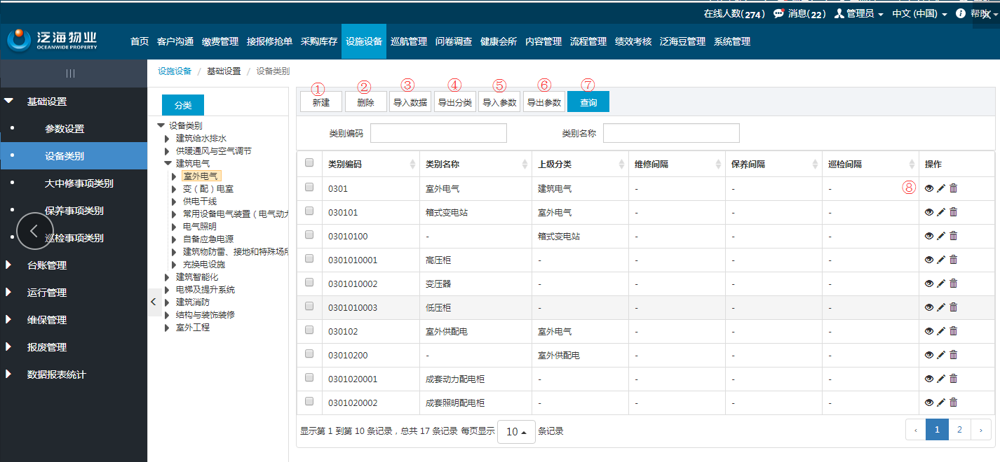 在线人数(274) 消息(22) 管理员 中文 (中国) 帮助
泛海物业
OCEANWIDE PROPERTY
首页 客户沟通 缴费管理 接报修抢单 采购库存 设施设备 巡航管理 问卷调查 健康会所 内容管理 流程管理 绩效考核 泛海豆管理 系统管理
设施设备 / 基础设置 / 设备类别
基础设置
参数设置
设备类别
大中修事项类别
保养事项类别
巡检事项类别
台账管理
运行管理
维保管理
报废管理
数据报表统计
分类
设备类别
建筑给水排水
供暖通风与空气调节
建筑电气
室外电气
变（配）电室
供电干线
常用设备电气装置（电气动力
电气照明
自备应急电源
建筑物防雷、接地和特殊场所
充换电设施
建筑智能化
电梯及提升系统
建筑消防
结构与装饰装修
室外工程
① ② ③ ④ ⑤ ⑥ ⑦
新建 删除 导入数据 导出分类 导入参数 导出参数 查询
类别编码 类别名称
类别编码 类别名称 上级分类 维修间隔 保养间隔 巡检间隔 操作
0301 室外电气 建筑电气 - - - ⑧
030101 箱式变电站 室外电气 - - -
03010100 - 箱式变电站 - - -
0301010001 高压柜 - - - -
0301010002 变压器 - - - -
0301010003 低压柜 - - - -
030102 室外供配电 室外电气 - - -
03010200 - 室外供配电 - - -
0301020001 成套动力配电柜 - - - -
0301020002 成套照明配电柜 - - - -
显示第 1 到第 10 条记录，总共 17 条记录 每页显示 10 条记录
‹ 1 2 ›